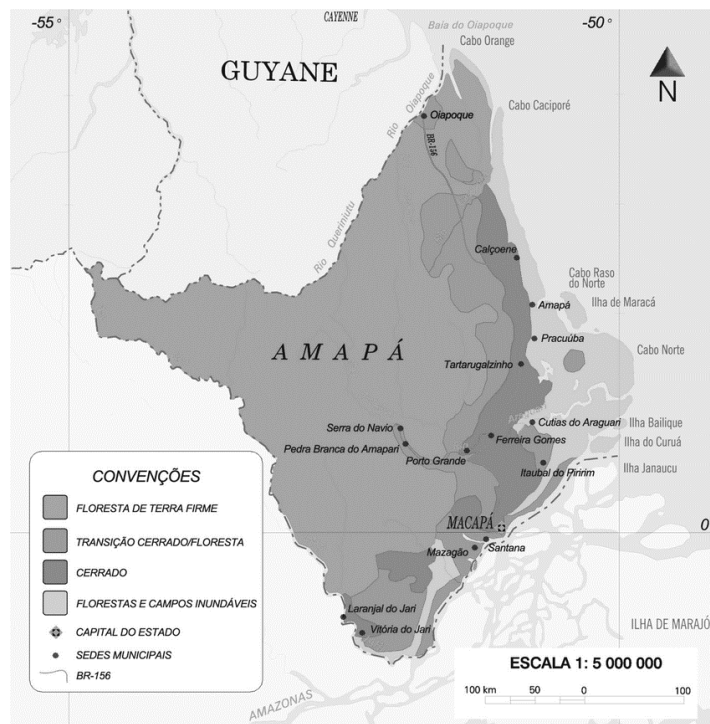 -55°
CAYENNE
-50°
Baia do Oiapoque
Cabo Orange
GUYANE
N
Rio Oiapoque
Cabo Caciporé
Oiapoque
BR-156
Rio Queriniutu
Calçoene
Cabo Raso
do Norte
Ilha de Maracá
Amapá
Pracuúba
AMAPÁ
Cabo Norte
Tartarugalzinho
Cutias do Araguari
Ilha Bailique
Serra do Navio
Ferreira Gomes
Ilha do Curuá
Pedra Branca do Amapari
Porto Grande
Itaubal do Piririm
Ilha Janaucu
CONVENÇÕES
FLORESTA DE TERRA FIRME
TRANSIÇÃO CERRADO/FLORESTA
CERRADO
FLORESTAS E CAMPOS INUNDÁVEIS
CAPITAL DO ESTADO
SEDES MUNICIPAIS
BR-156
MACAPÁ
0
Santana
Mazagão
Laranjal do Jari
Vitória do Jari
ILHA DE MARAJÓ
AMAZONAS
ESCALA 1: 5 000 000
100 km 50 0 100